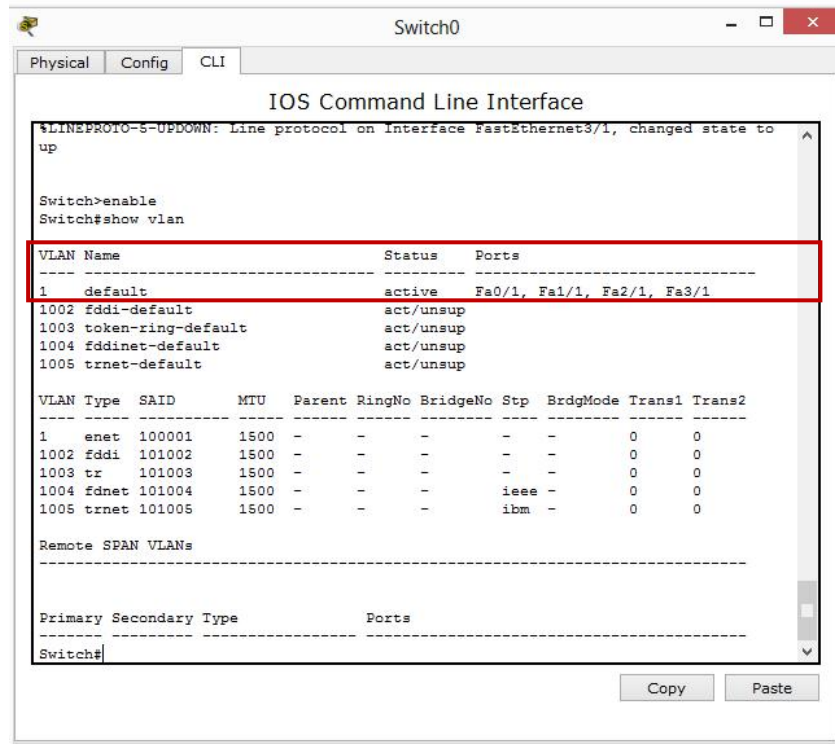 Switch0
Physical Config CLI
IOS Command Line Interface
%LINEPROTO-5-UPDOWN: Line protocol on Interface FastEthernet3/1, changed state to
up
Switch>enable
Switch#show vlan
VLAN Name                             Status    Ports
---- -------------------------------- --------- -------------------------------
1    default                          active    Fa0/1, Fa1/1, Fa2/1, Fa3/1
1002 fddi-default                     act/unsup
1003 token-ring-default               act/unsup
1004 fddinet-default                  act/unsup
1005 trnet-default                    act/unsup
VLAN Type  SAID       MTU   Parent RingNo BridgeNo Stp  BrdgMode Trans1 Trans2
---- ----- ---------- ----- ------ ------ -------- ---- -------- ------ ------
1    enet  100001     1500  -      -      -        -    -        0      0
1002 fddi  101002     1500  -      -      -        -    -        0      0
1003 tr    101003     1500  -      -      -        -    -        0      0
1004 fdnet 101004     1500  -      -      -        ieee -        0      0
1005 trnet 101005     1500  -      -      -        ibm  -        0      0
Remote SPAN VLANs
------------------------------------------------------------------------------
Primary Secondary Type              Ports
------- --------- ----------------- ------------------------------------------
Switch#
Copy Paste